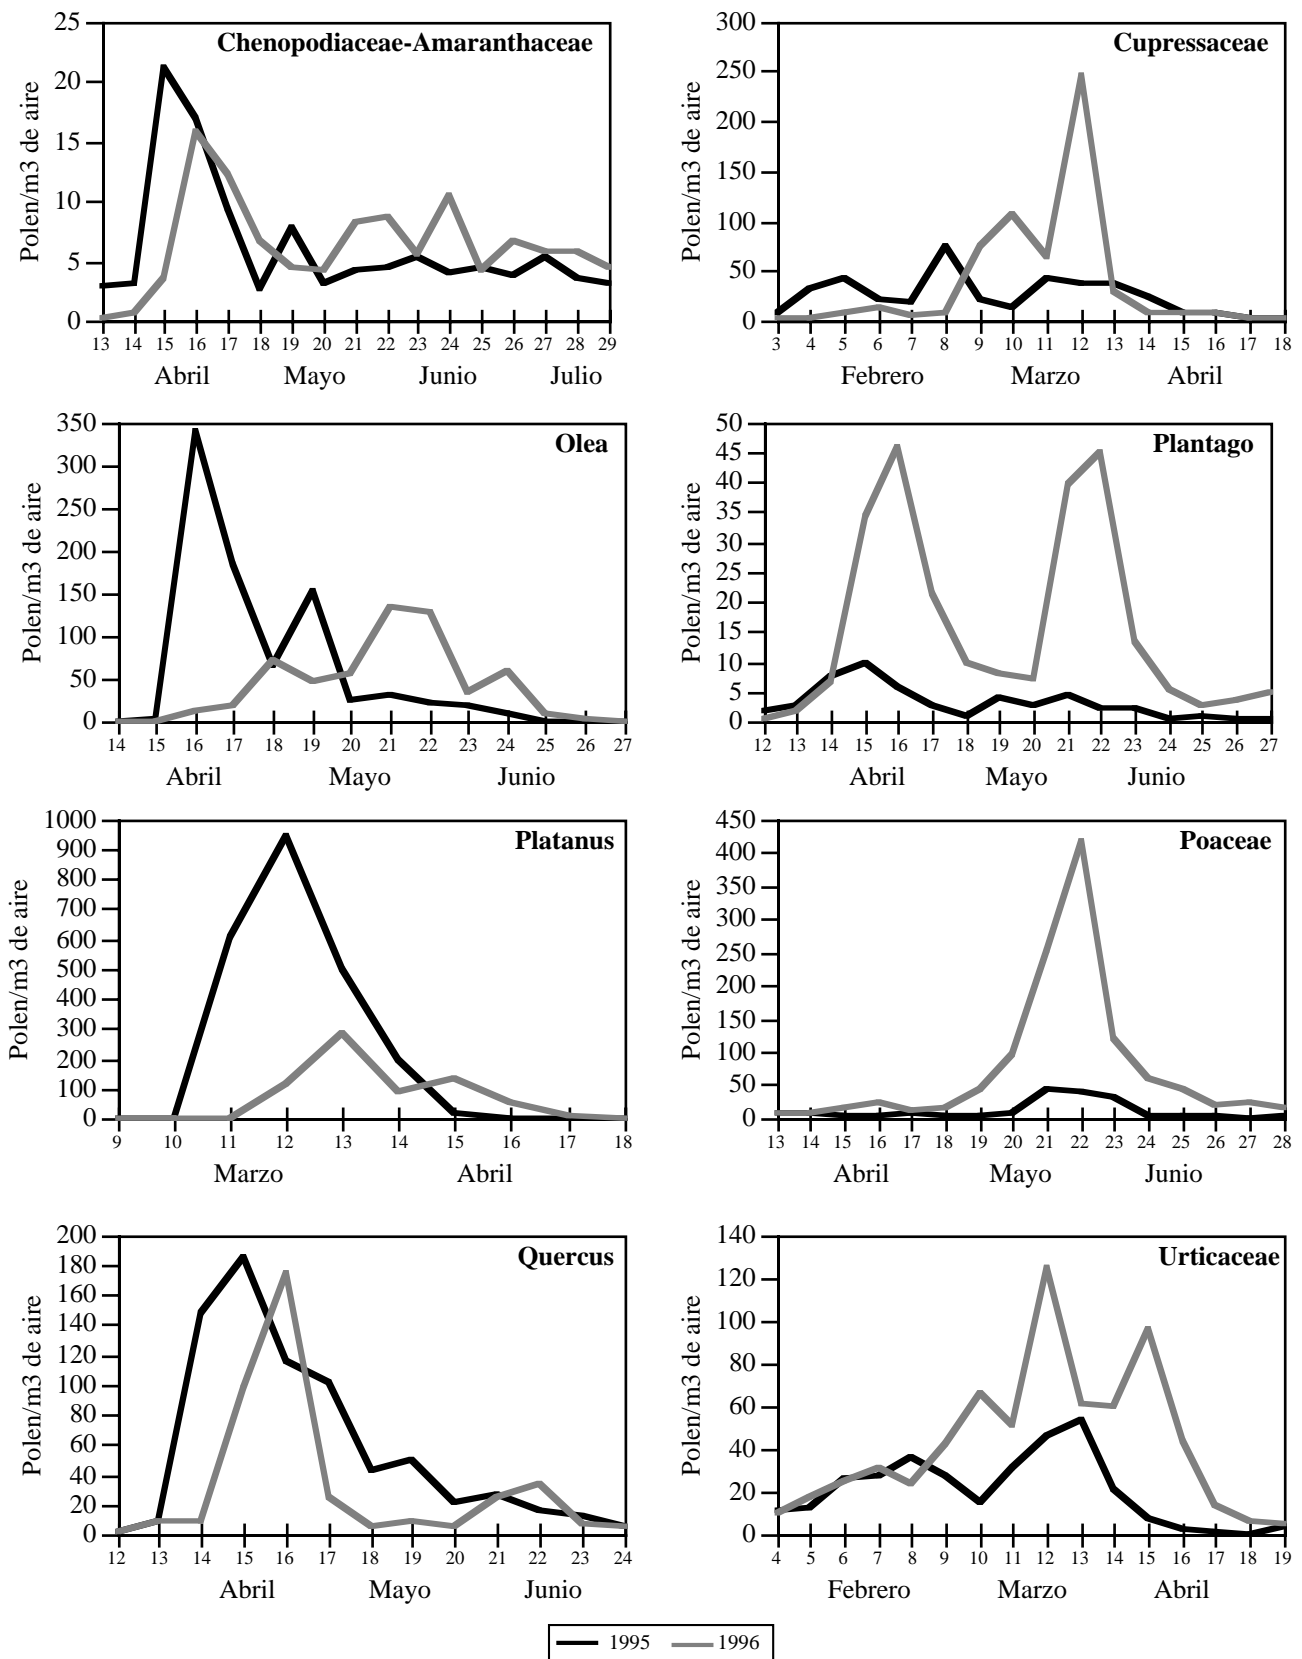 Chenopodiaceae-Amaranthaceae
Polen/m3 de aire
25
20
15
10
5
0
13 14 15 16 17 18 19 20 21 22 23 24 25 26 27 28 29
Abril Mayo Junio Julio
Cupressaceae
Polen/m3 de aire
300
250
200
150
100
50
0
3 4 5 6 7 8 9 10 11 12 13 14 15 16 17 18
Febrero Marzo Abril
Olea
Polen/m3 de aire
350
300
250
200
150
100
50
0
14 15 16 17 18 19 20 21 22 23 24 25 26 27
Abril Mayo Junio
Plantago
Polen/m3 de aire
50
45
40
35
30
25
20
15
10
5
0
12 13 14 15 16 17 18 19 20 21 22 23 24 25 26 27
Abril Mayo Junio
Platanus
Polen/m3 de aire
1000
900
800
700
600
500
400
300
200
100
0
9 10 11 12 13 14 15 16 17 18
Marzo Abril
Poaceae
Polen/m3 de aire
450
400
350
300
250
200
150
100
50
0
13 14 15 16 17 18 19 20 21 22 23 24 25 26 27 28
Abril Mayo Junio
Quercus
Polen/m3 de aire
200
180
160
140
120
100
80
60
40
20
0
12 13 14 15 16 17 18 19 20 21 22 23 24
Abril Mayo Junio
Urticaceae
Polen/m3 de aire
140
120
100
80
60
40
20
0
4 5 6 7 8 9 10 11 12 13 14 15 16 17 18 19
Febrero Marzo Abril
1995 1996